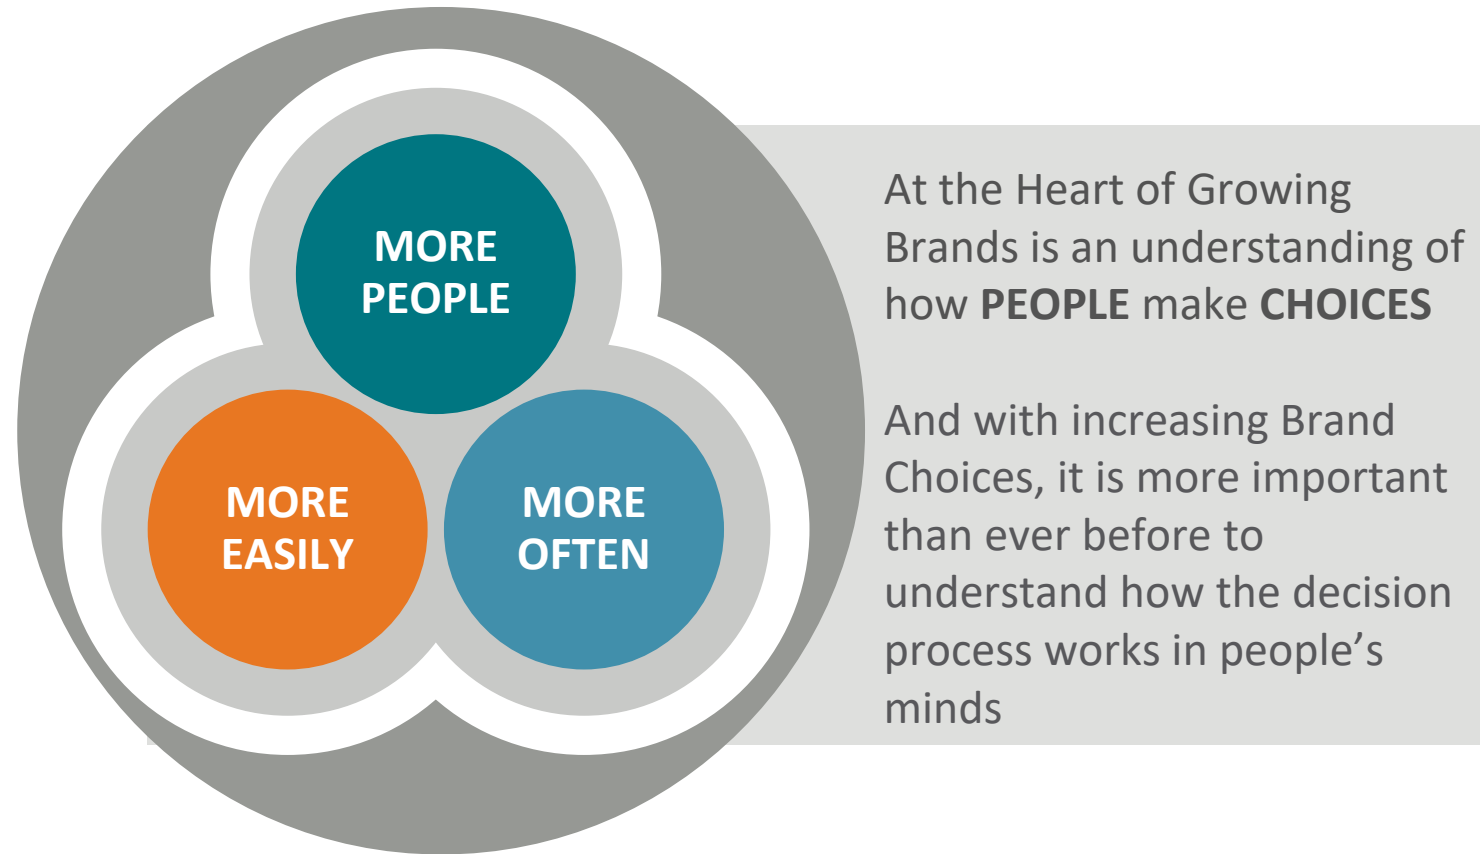 MORE
PEOPLE
MORE
EASILY
MORE
OFTEN
At the Heart of Growing
Brands is an understanding of
how PEOPLE make CHOICES
And with increasing Brand
Choices, it is more important
than ever before to
understand how the decision
process works in people’s
minds